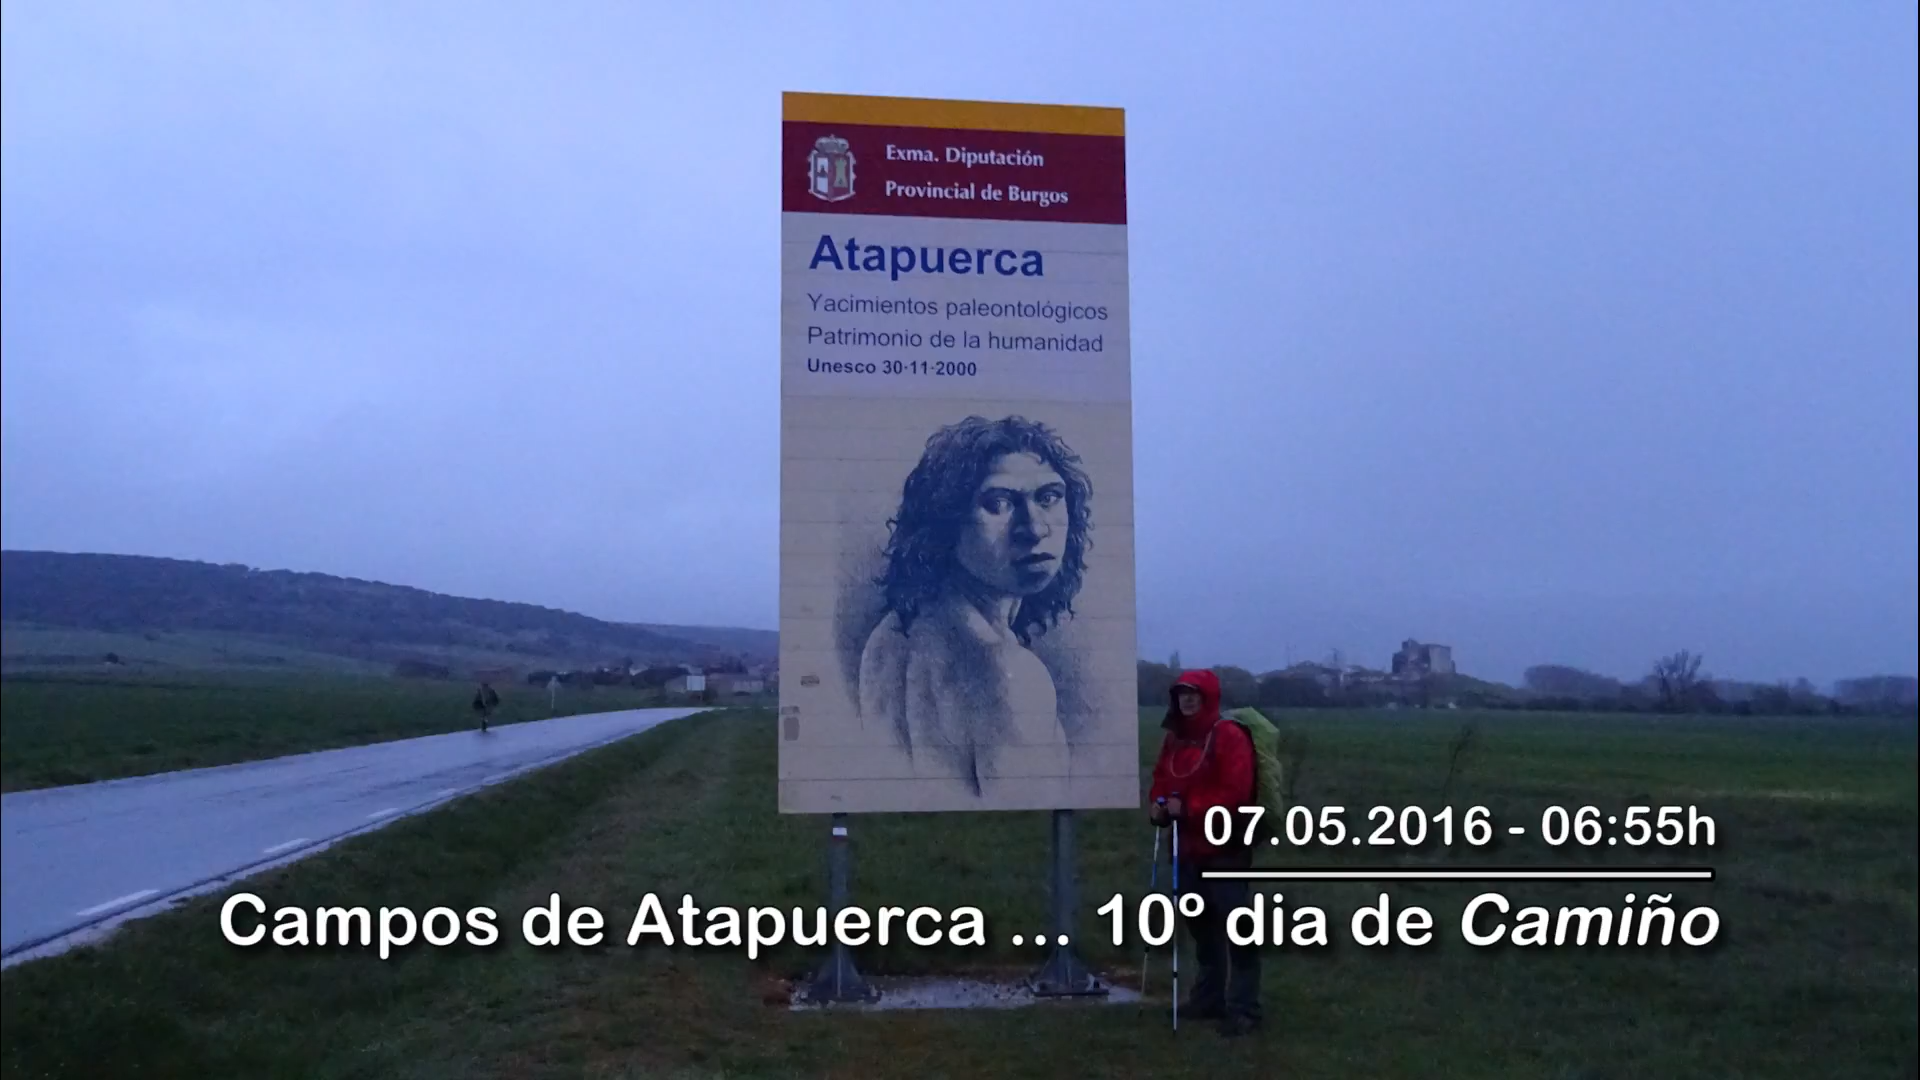 Exma. Diputación
Provincial de Burgos
Atapuerca
Yacimientos paleontológicos
Patrimonio de la humanidad
Unesco 30·11·2000
07.05.2016 - 06:55h
Campos de Atapuerca ... 10º dia de Camiño